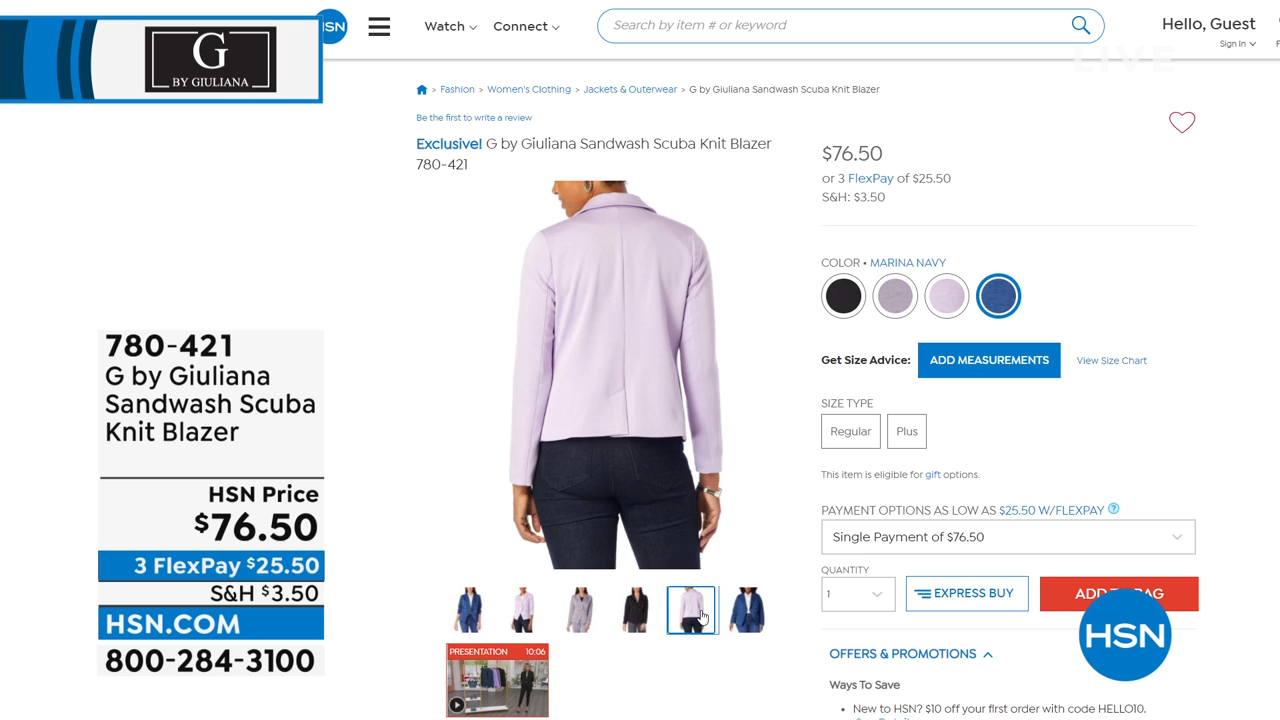 G
BY GIULIANA
HSN
Watch
Connect
Search by item # or keyword
Hello, Guest
Sign In
LIVE
> Fashion > Women's Clothing > Jackets & Outerwear > G by Giuliana Sandwash Scuba Knit Blazer
Be the first to write a review
Exclusive! G by Giuliana Sandwash Scuba Knit Blazer
780-421
$76.50
or 3 FlexPay of $25.50
S&H: $3.50
COLOR • MARINA NAVY
Get Size Advice:
ADD MEASUREMENTS
View Size Chart
SIZE TYPE
Regular
Plus
This item is eligible for gift options.
PAYMENT OPTIONS AS LOW AS $25.50 W/FLEXPAY ?
Single Payment of $76.50
QUANTITY
1
EXPRESS BUY
ADD TO BAG
HSN
OFFERS & PROMOTIONS
Ways To Save
• New to HSN? $10 off your first order with code HELLO10.
PRESENTATION 10:06
780-421
G by Giuliana
Sandwash Scuba
Knit Blazer
HSN Price
$76.50
3 FlexPay $25.50
S&H $3.50
HSN.COM
800-284-3100